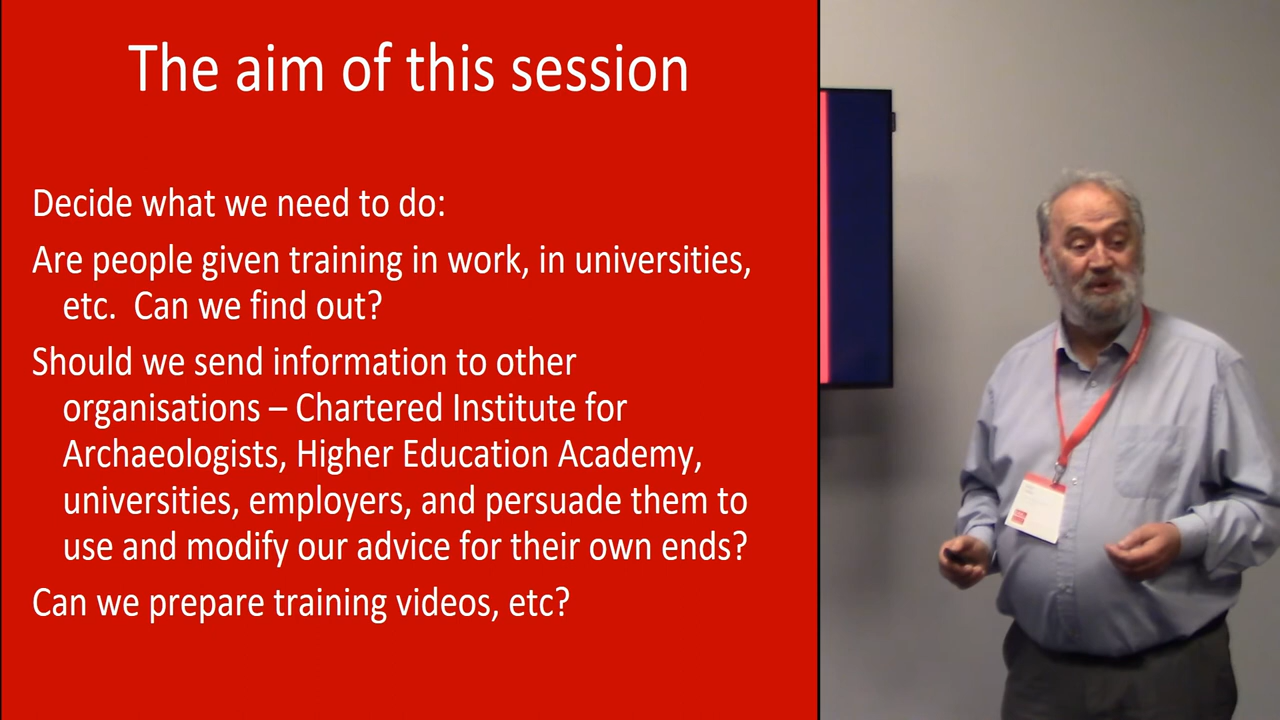 The aim of this session
Decide what we need to do:
Are people given training in work, in universities,
etc.  Can we find out?
Should we send information to other
organisations – Chartered Institute for
Archaeologists, Higher Education Academy,
universities, employers, and persuade them to
use and modify our advice for their own ends?
Can we prepare training videos, etc?